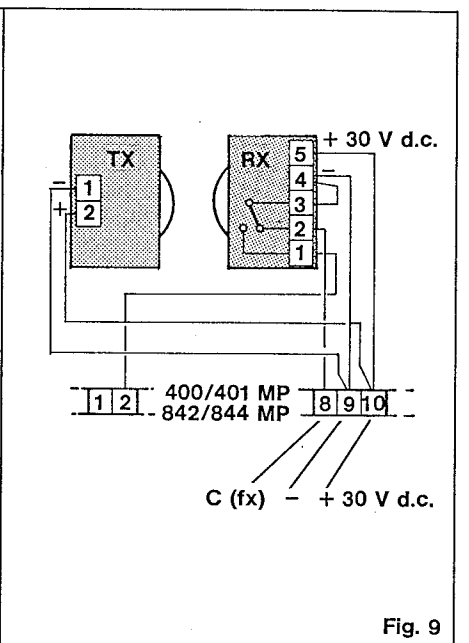 TX RX 5 + 30 V d.c.
4 −
− 1 3
+ 2 2
1
1 2 400/401 MP 8 9 10
842/844 MP
C (fx) − + 30 V d.c.
Fig. 9